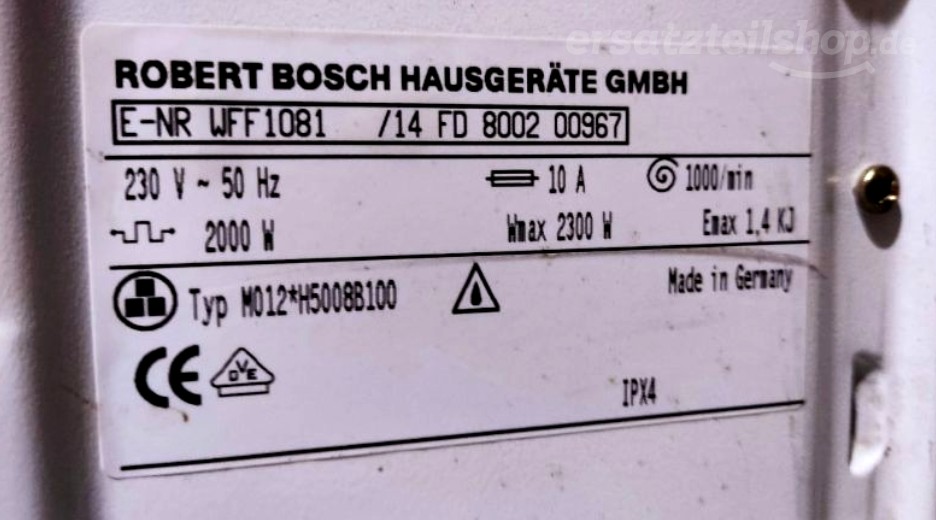 ersatzteilshop.de
ROBERT BOSCH HAUSGERÄTE GMBH
E-NR WFF1081 /14 FD 8002 00967
230 V ~ 50 Hz 10 A 1000/min
2000 W Wmax 2300 W Emax 1,4 KJ
Typ M012*H5008B100 Made in Germany
CE DVE
IPX4